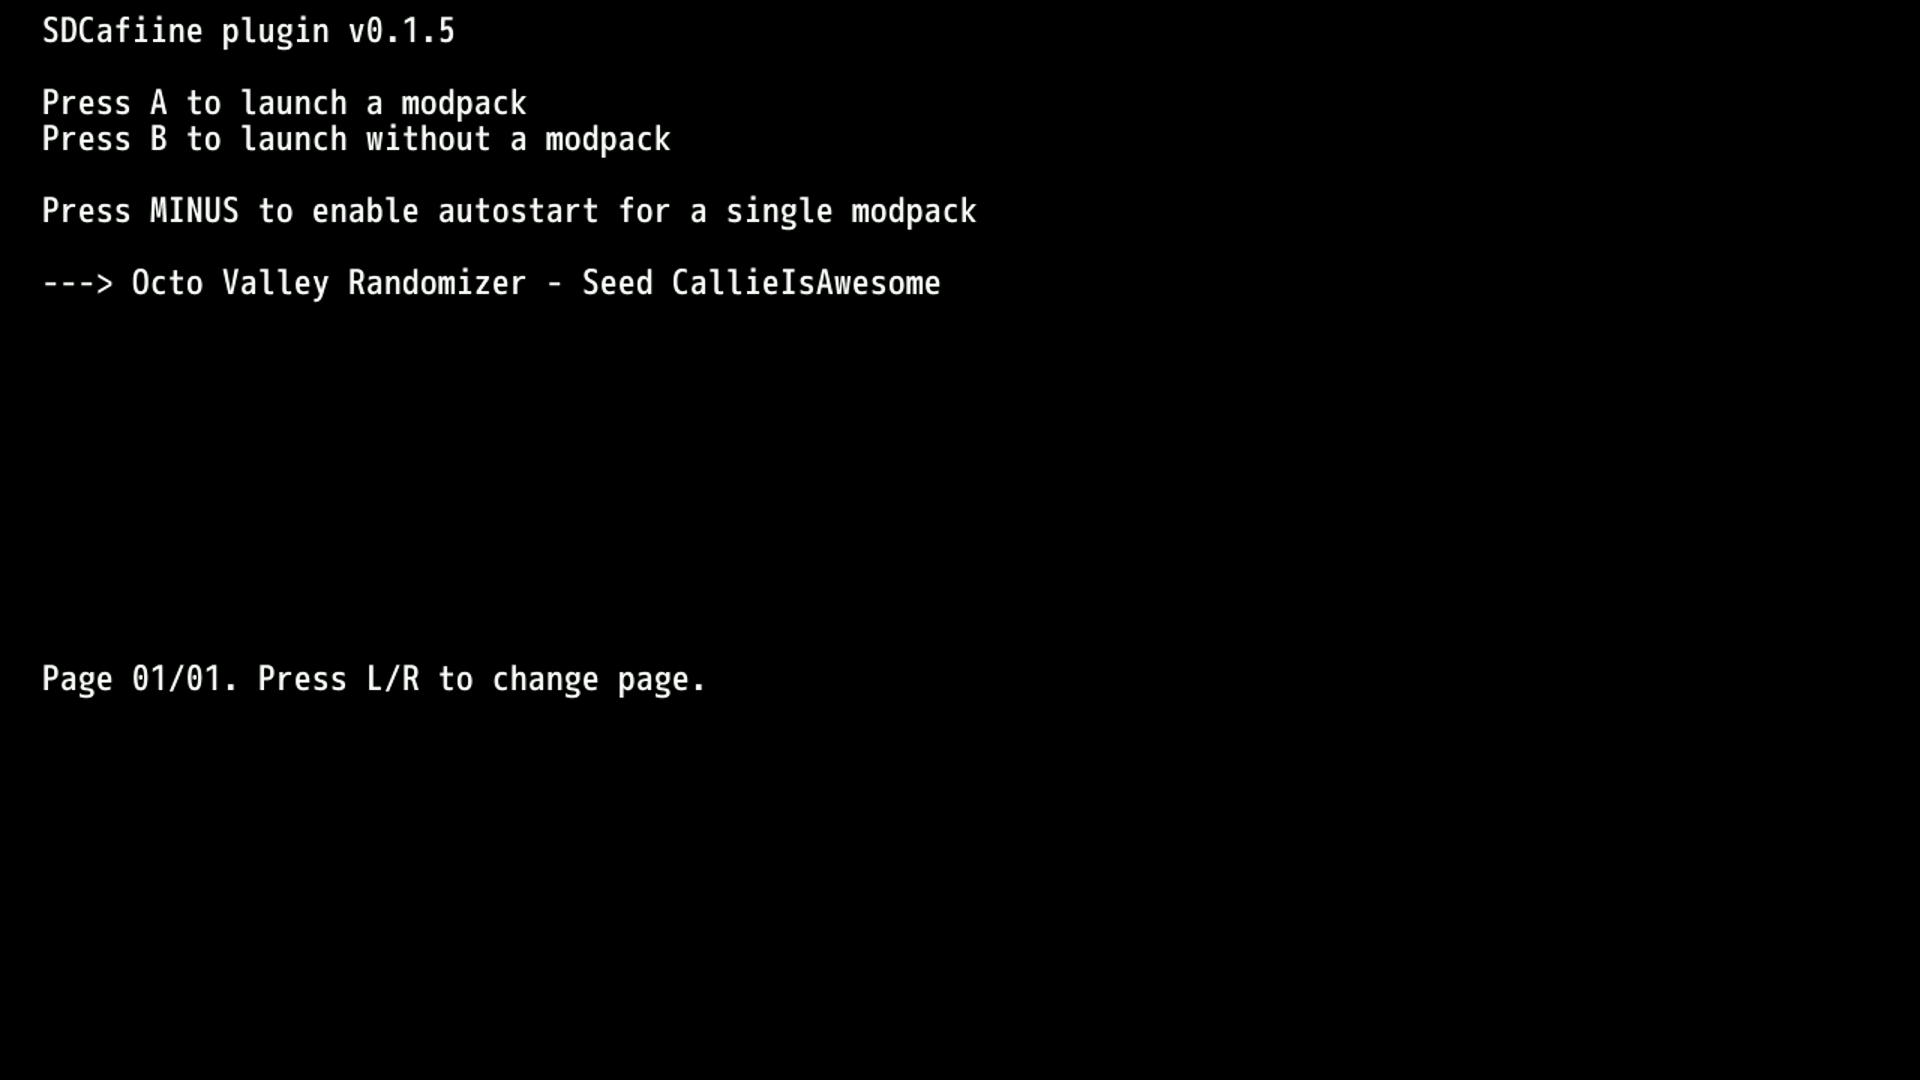 SDCafiine plugin v0.1.5
Press A to launch a modpack
Press B to launch without a modpack
Press MINUS to enable autostart for a single modpack
---> Octo Valley Randomizer - Seed CallieIsAwesome
Page 01/01. Press L/R to change page.